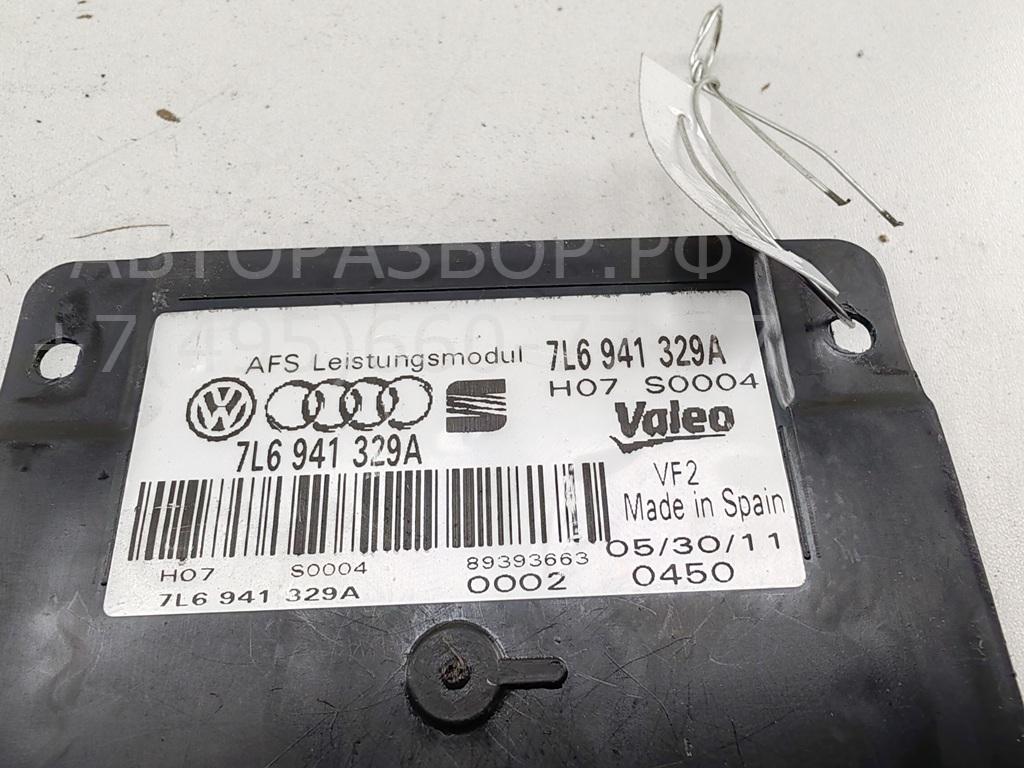 АВТОРАЗБОР.РФ
AFS Leistungsmodul 7L6 941 329A
H07 S0004
VW
Valeo
7L6 941 329A
VF2
Made in Spain
05/30/11
H07 S0004 89393663
7L6 941 329A 0002 0450